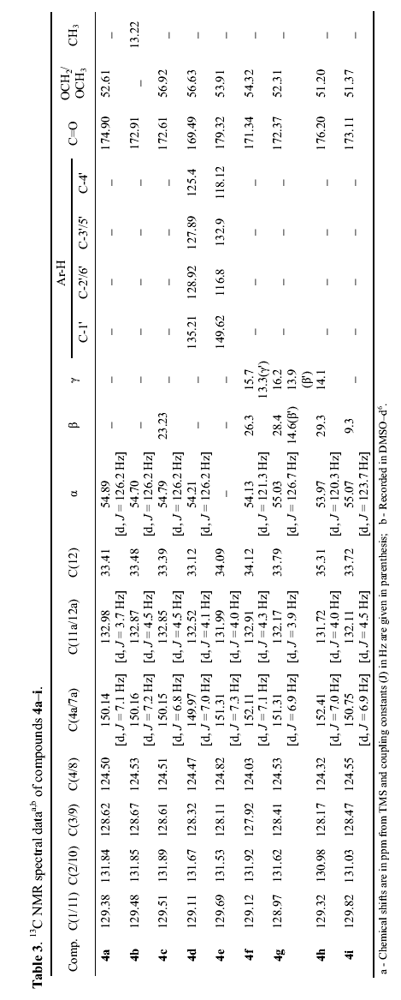 Table 3. ¹³C NMR spectral dataᵃ,ᵇ of compounds 4a–i.
Ar-H
Comp. C(1/11) C(2/10) C(3/9) C(4/8) C(4a/7a) C(11a/12a) C(12) α β γ C-1' C-2'/6' C-3'/5' C-4' C=O OCH₂/ OCH₃ CH₃
4a 129.38 131.84 128.62 124.50 150.14 132.98 33.41 54.89 – – – – – – 174.90 52.61 –
[d, J = 7.1 Hz] [d, J = 3.7 Hz] [d, J = 126.2 Hz]
4b 129.48 131.85 128.67 124.53 150.16 132.87 33.48 54.70 – – – – – – 172.91 – 13.22
[d, J = 7.2 Hz] [d, J = 4.5 Hz] [d, J = 126.2 Hz]
4c 129.51 131.89 128.61 124.51 150.15 132.85 33.39 54.79 23.23 – – – – – 172.61 56.92 –
[d, J = 6.8 Hz] [d, J = 4.5 Hz] [d, J = 126.2 Hz]
4d 129.11 131.67 128.32 124.47 149.97 132.52 33.12 54.21 – – 135.21 128.92 127.89 125.4 169.49 56.63 –
[d, J = 7.0 Hz] [d, J = 4.1 Hz] [d, J = 126.2 Hz]
4e 129.69 131.53 128.11 124.82 151.31 131.99 34.09 – – – 149.62 116.8 132.9 118.12 179.32 53.91 –
[d, J = 7.3 Hz] [d, J = 4.0 Hz]
4f 129.12 131.92 127.92 124.03 152.11 132.91 34.12 54.13 26.3 15.7 – – – – 171.34 54.32 –
[d, J = 7.1 Hz] [d, J = 4.3 Hz] [d, J = 121.3 Hz] 13.3(γ')
4g 128.97 131.62 128.41 124.53 151.31 132.17 33.79 55.03 28.4 16.2 – – – – 172.37 52.31 –
[d, J = 6.9 Hz] [d, J = 3.9 Hz] [d, J = 126.7 Hz] 14.6(β') 13.9
(β')
4h 129.32 130.98 128.17 124.32 152.41 131.72 35.31 53.97 29.3 14.1 – – – – 176.20 51.20 –
[d, J = 7.0 Hz] [d, J = 4.0 Hz] [d, J = 120.3 Hz]
4i 129.82 131.03 128.47 124.55 150.75 132.11 33.72 55.07 9.3 – – – – – 173.11 51.37 –
[d, J = 6.9 Hz] [d, J = 4.5 Hz] [d, J = 123.7 Hz]
a - Chemical shifts are in ppm from TMS and coupling constants (J) in Hz are given in parenthesis; b - Recorded in DMSO–d⁶.